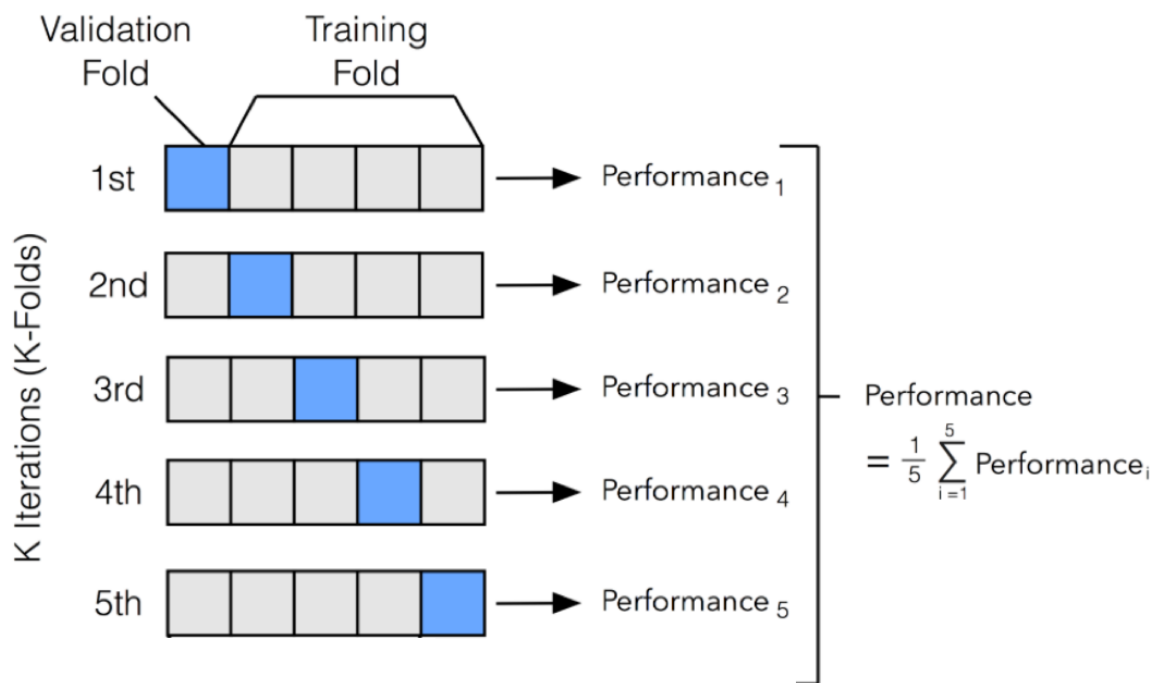 Validation
Fold
Training
Fold
K Iterations (K-Folds)
1st
Performance 1
2nd
Performance 2
3rd
Performance 3
4th
Performance 4
5th
Performance 5
Performance
= 1/5 5∑i=1 Performancei